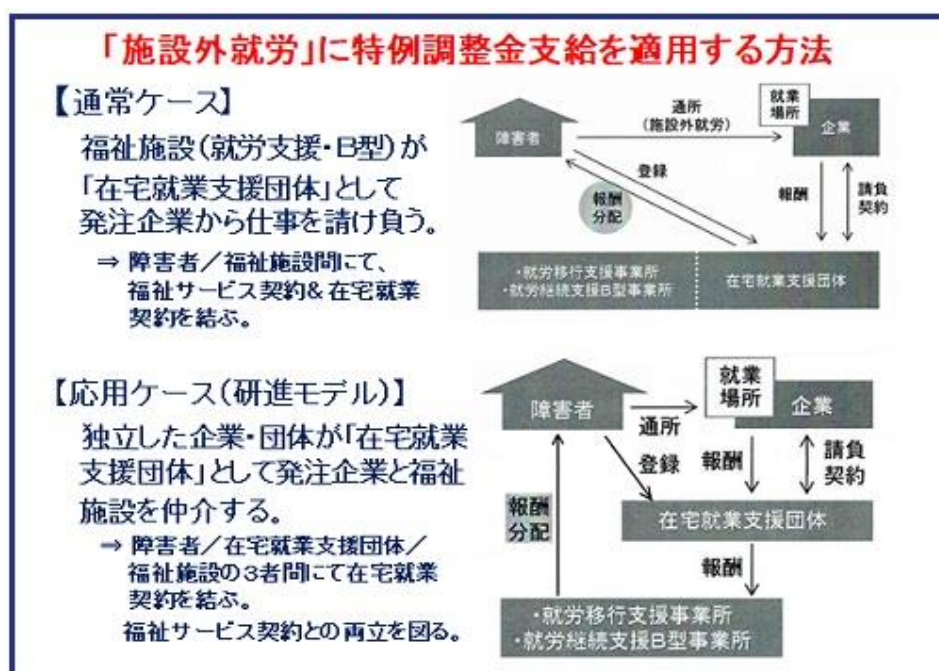 「施設外就労」に特例調整金支給を適用する方法
【通常ケース】
福祉施設(就労支援・B型)が
「在宅就業支援団体」として
発注企業から仕事を請け負う。
⇒ 障害者/福祉施設間にて、
福祉サービス契約&在宅就業
契約を結ぶ。
障害者
通所
(施設外就労)
就業
場所
企業
登録
報酬
分配
報酬
請負
契約
・就労移行支援事業所
・就労継続支援B型事業所
在宅就業支援団体
【応用ケース(研進モデル)】
独立した企業・団体が「在宅就業
支援団体」として発注企業と福祉
施設を仲介する。
⇒ 障害者/在宅就業支援団体/
福祉施設の3者間にて在宅就業
契約を結ぶ。
福祉サービス契約との両立を図る。
障害者
通所
就業
場所
企業
登録
報酬
請負
契約
報酬
分配
在宅就業支援団体
報酬
・就労移行支援事業所
・就労継続支援B型事業所